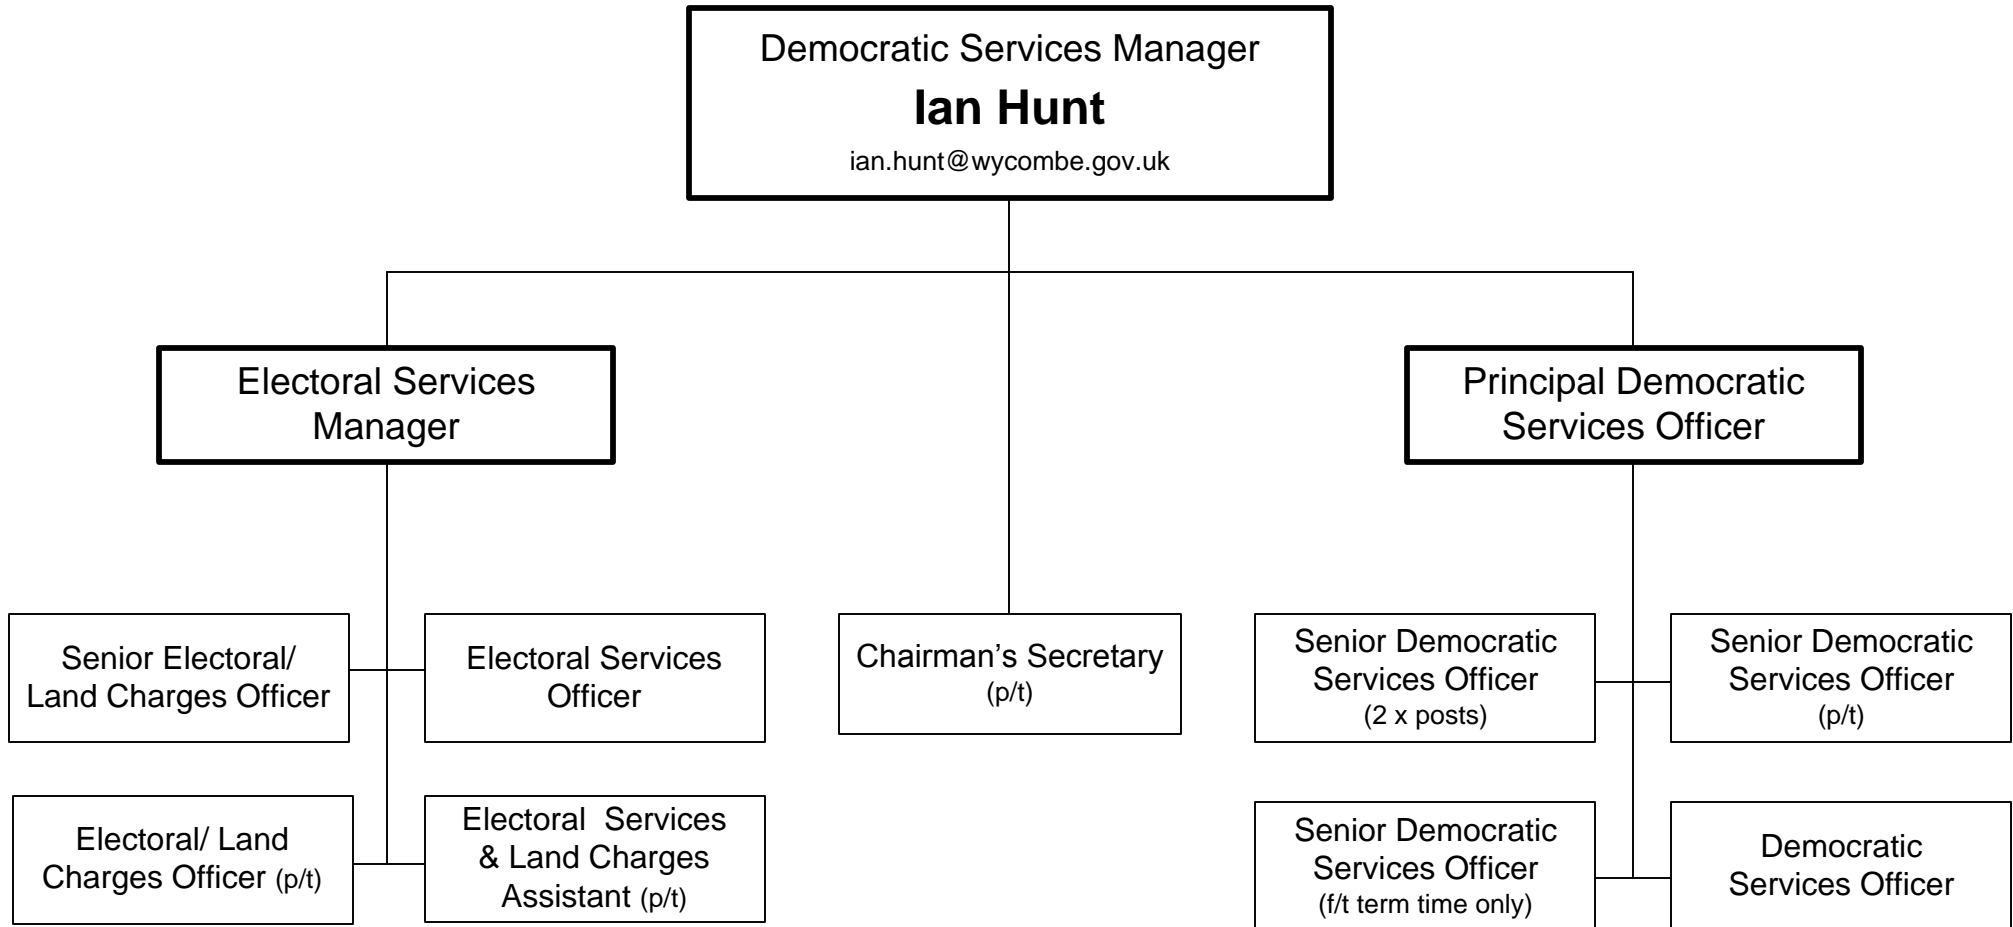 Democratic Services Manager
Ian Hunt
ian.hunt@wycombe.gov.uk
Electoral Services
Manager
Principal Democratic
Services Officer
Senior Electoral/
Land Charges Officer
Electoral Services
Officer
Chairman’s Secretary
(p/t)
Senior Democratic
Services Officer
(2 x posts)
Senior Democratic
Services Officer
(p/t)
Electoral/ Land
Charges Officer (p/t)
Electoral  Services
& Land Charges
Assistant (p/t)
Senior Democratic
Services Officer
(f/t term time only)
Democratic
Services Officer